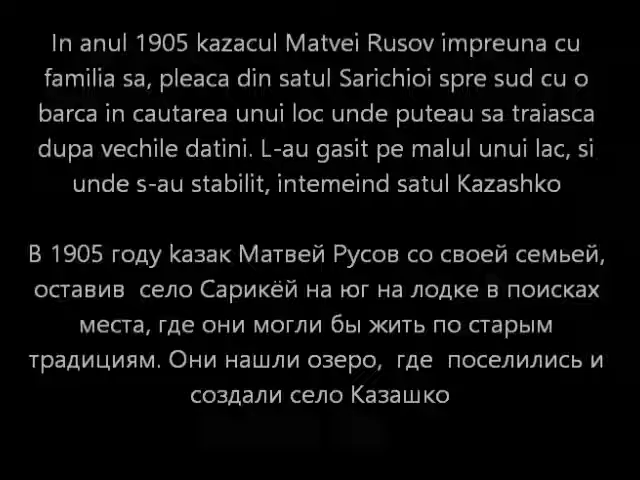 In anul 1905 kazacul Matvei Rusov impreuna cu
familia sa, pleaca din satul Sarichioi spre sud cu o
barca in cautarea unui loc unde puteau sa traiasca
dupa vechile datini. L-au gasit pe malul unui lac, si
unde s-au stabilit, intemeind satul Kazashko
В 1905 году kазак Матвей Русов со своей семьей,
оставив село Сарикёй на юг на лодке в поисках
места, где они могли бы жить по старым
традициям. Они нашли озеро, где поселились и
создали село Казашко